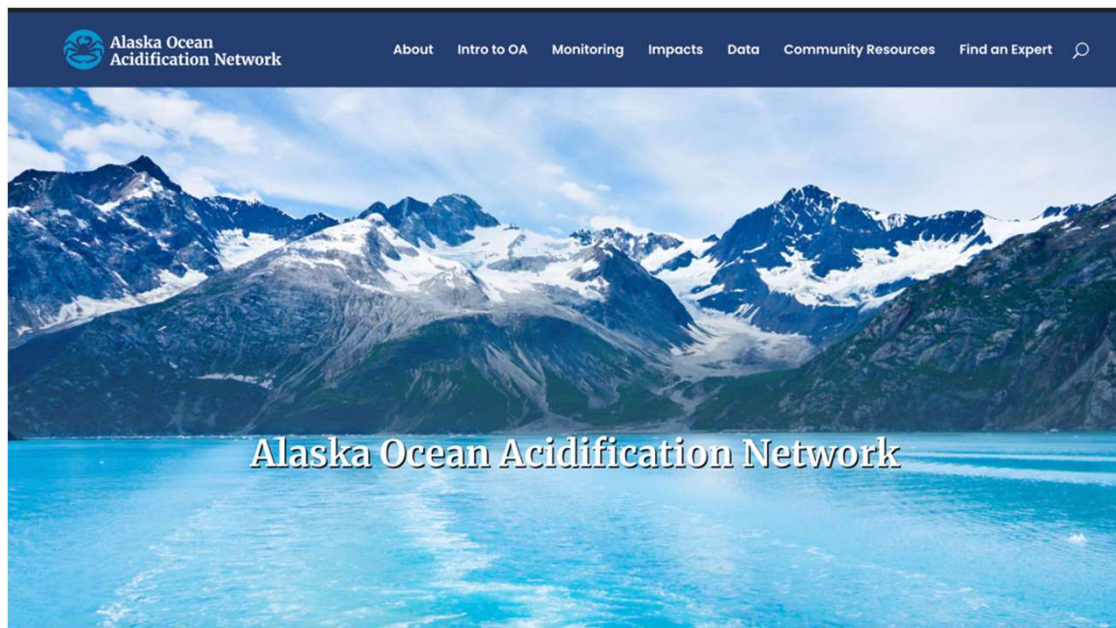 Alaska Ocean
Acidification Network
About Intro to OA Monitoring Impacts Data Community Resources Find an Expert
Alaska Ocean Acidification Network